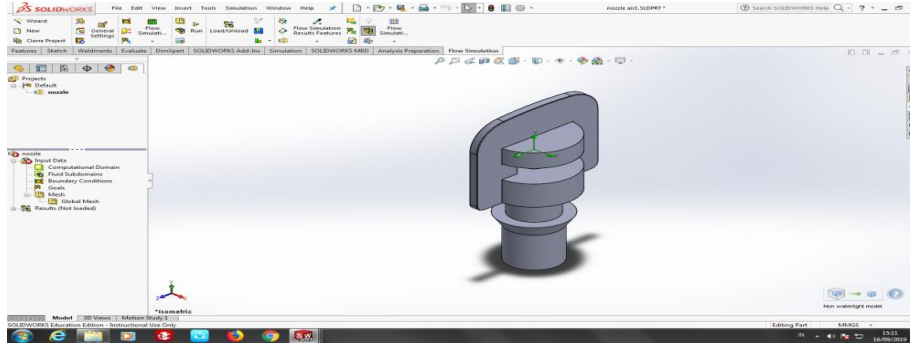 SOLIDWORKS File Edit View Insert Tools Simulation Window Help
nozzle air1.SLDPRT *
Search SOLIDWORKS Help
Wizard
New
Clone Project
General Settings
Flow Simulati...
Run
Load/Unload
Flow Simulation Results Features
Flow Simulati...
Features Sketch Weldments Evaluate DimXpert SOLIDWORKS Add-Ins Simulation SOLIDWORKS MBD Analysis Preparation Flow Simulation
Projects
Default
nozzle
nozzle
Input Data
Computational Domain
Fluid Subdomains
Boundary Conditions
Goals
Mesh
Global Mesh
Results (Not loaded)
*Isometric
Non watertight model
Model 3D Views Motion Study 1
SOLIDWORKS Education Edition - Instructional Use Only
Editing Part MMGS
IN
15:11
16/09/2019